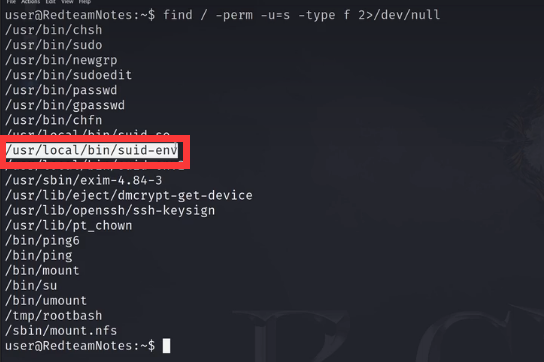 File Actions Edit View Help
user@RedteamNotes:~$ find / -perm -u=s -type f 2>/dev/null
/usr/bin/chsh
/usr/bin/sudo
/usr/bin/newgrp
/usr/bin/sudoedit
/usr/bin/passwd
/usr/bin/gpasswd
/usr/bin/chfn
/usr/local/bin/suid-so
/usr/local/bin/suid-env
/usr/sbin/exim-4.84-3
/usr/lib/eject/dmcrypt-get-device
/usr/lib/openssh/ssh-keysign
/usr/lib/pt_chown
/bin/ping6
/bin/ping
/bin/mount
/bin/su
/bin/umount
/tmp/rootbash
/sbin/mount.nfs
user@RedteamNotes:~$